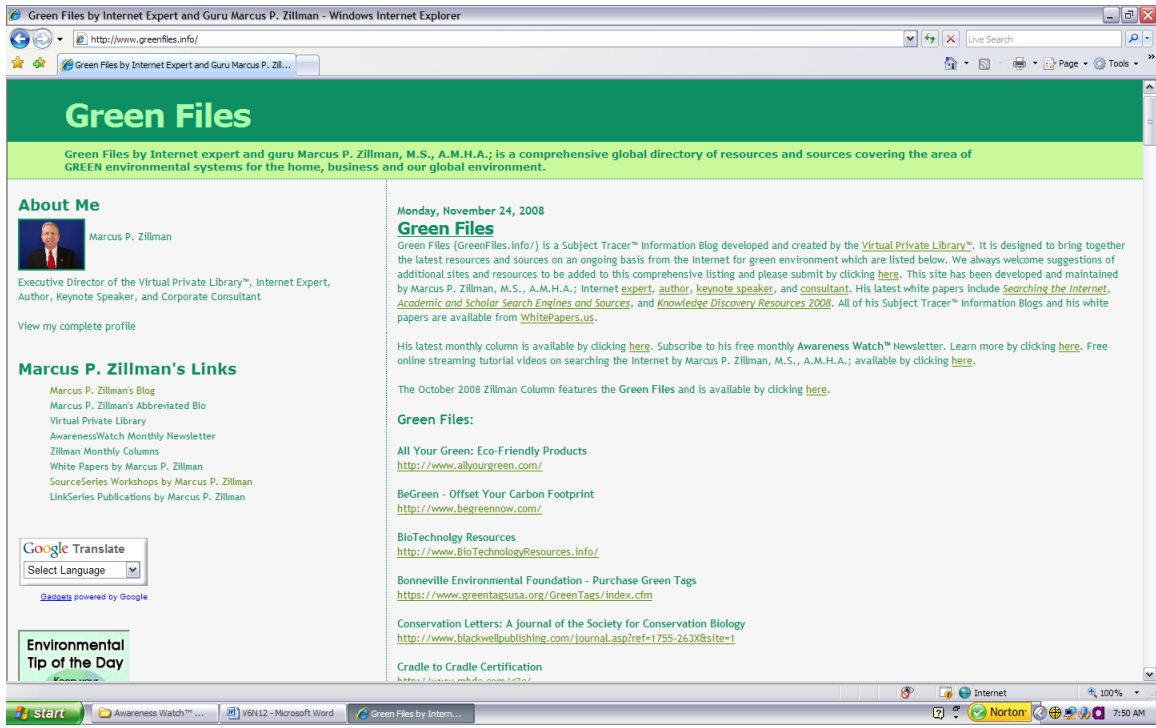 Green Files by Internet Expert and Guru Marcus P. Zillman - Windows Internet Explorer
http://www.greenfiles.info/
Live Search
Green Files by Internet Expert and Guru Marcus P. Zill...
Page
Tools
Green Files
Green Files by Internet expert and guru Marcus P. Zillman, M.S., A.M.H.A.; is a comprehensive global directory of resources and sources covering the area of
GREEN environmental systems for the home, business and our global environment.
About Me
Marcus P. Zillman
Executive Director of the Virtual Private Library™, Internet Expert,
Author, Keynote Speaker, and Corporate Consultant
View my complete profile
Marcus P. Zillman's Links
Marcus P. Zillman's Blog
Marcus P. Zillman's Abbreviated Bio
Virtual Private Library
AwarenessWatch Monthly Newsletter
Zillman Monthly Columns
White Papers by Marcus P. Zillman
SourceSeries Workshops by Marcus P. Zillman
LinkSeries Publications by Marcus P. Zillman
Google Translate
Select Language
Gadgets powered by Google
Environmental
Tip of the Day
Keep your
Monday, November 24, 2008
Green Files
Green Files (GreenFiles.info/) is a Subject Tracer™ Information Blog developed and created by the Virtual Private Library™. It is designed to bring together
the latest resources and sources on an ongoing basis from the Internet for green environment which are listed below. We always welcome suggestions of
additional sites and resources to be added to this comprehensive listing and please submit by clicking here. This site has been developed and maintained
by Marcus P. Zillman, M.S., A.M.H.A.; Internet expert, author, keynote speaker, and consultant. His latest white papers include Searching the Internet,
Academic and Scholar Search Engines and Sources, and Knowledge Discovery Resources 2008. All of his Subject Tracer™ Information Blogs and his white
papers are available from WhitePapers.us.
His latest monthly column is available by clicking here. Subscribe to his free monthly Awareness Watch™ Newsletter. Learn more by clicking here. Free
online streaming tutorial videos on searching the Internet by Marcus P. Zillman, M.S., A.M.H.A.; available by clicking here.
The October 2008 Zillman Column features the Green Files and is available by clicking here.
Green Files:
All Your Green: Eco-Friendly Products
http://www.allyourgreen.com/
BeGreen - Offset Your Carbon Footprint
http://www.begreennow.com/
BioTechnolgy Resources
http://www.BioTechnologyResources.info/
Bonneville Environmental Foundation - Purchase Green Tags
https://www.greentagsusa.org/GreenTags/index.cfm
Conservation Letters: A journal of the Society for Conservation Biology
http://www.blackwellpublishing.com/journal.asp?ref=1755-263X&site=1
Cradle to Cradle Certification
http://www.mbdc.com/c2c/
Internet
100%
start
Awareness Watch™ ...
V6N12 - Microsoft Word
Green Files by Intern...
Norton
7:50 AM